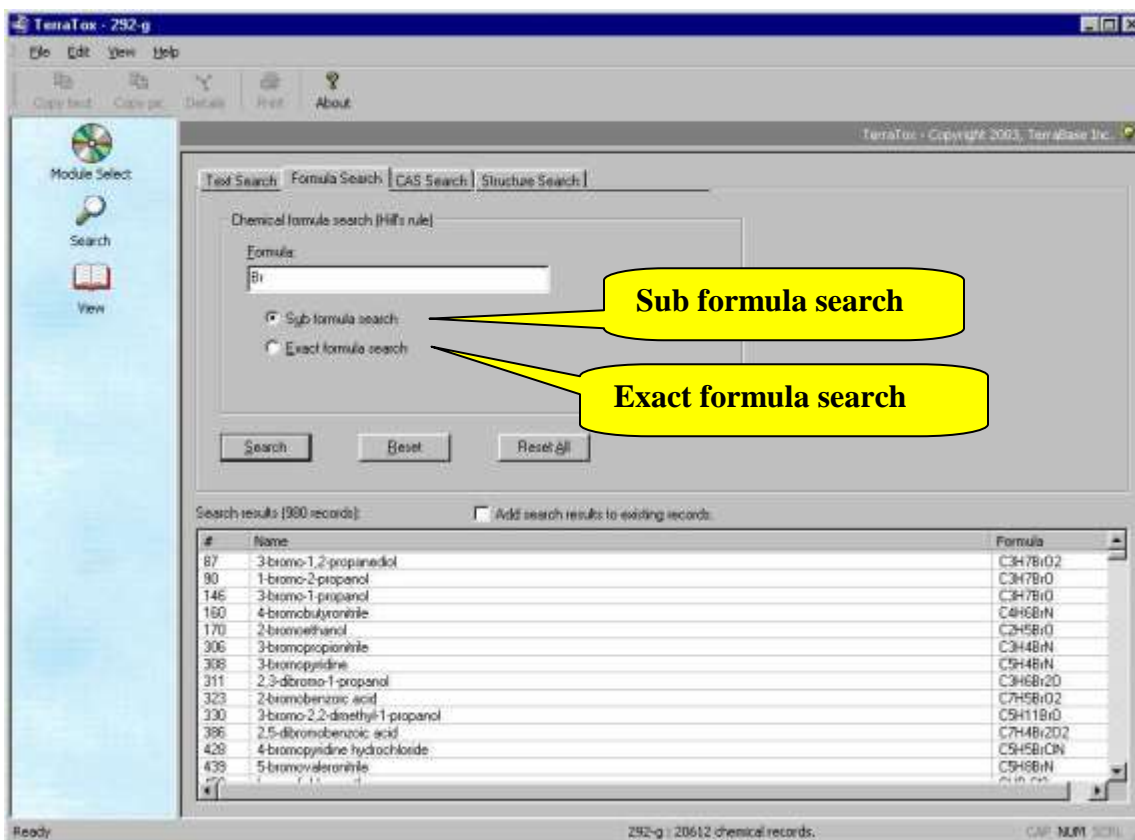 TerraTox - 292-g
File Edit View Help
Copy text Copy pic Details Print About
TerraTox - Copyright 2003, TerraBase Inc.
Module Select
Search
View
Text Search Formula Search CAS Search Structure Search
Chemical formula search (Hill's rule)
Formula:
Br
Sub formula search
Exact formula search
Sub formula search
Exact formula search
Search Reset Reset All
Search results (980 records): Add search results to existing records.
# Name Formula
87 3-bromo-1,2-propanediol C3H7BrO2
90 1-bromo-2-propanol C3H7BrO
146 3-bromo-1-propanol C3H7BrO
160 4-bromobutyronitrile C4H6BrN
170 2-bromoethanol C2H5BrO
306 3-bromopropionitrile C3H4BrN
308 3-bromopyridine C5H4BrN
311 2,3-dibromo-1-propanol C3H6Br2O
323 2-bromobenzoic acid C7H5BrO2
330 3-bromo-2,2-dimethyl-1-propanol C5H11BrO
386 2,5-dibromobenzoic acid C7H4Br2O2
428 4-bromopyridine hydrochloride C5H5BrClN
439 5-bromovaleronitrile C5H8BrN
Ready 292-g : 20612 chemical records. CAP NUM SCRL